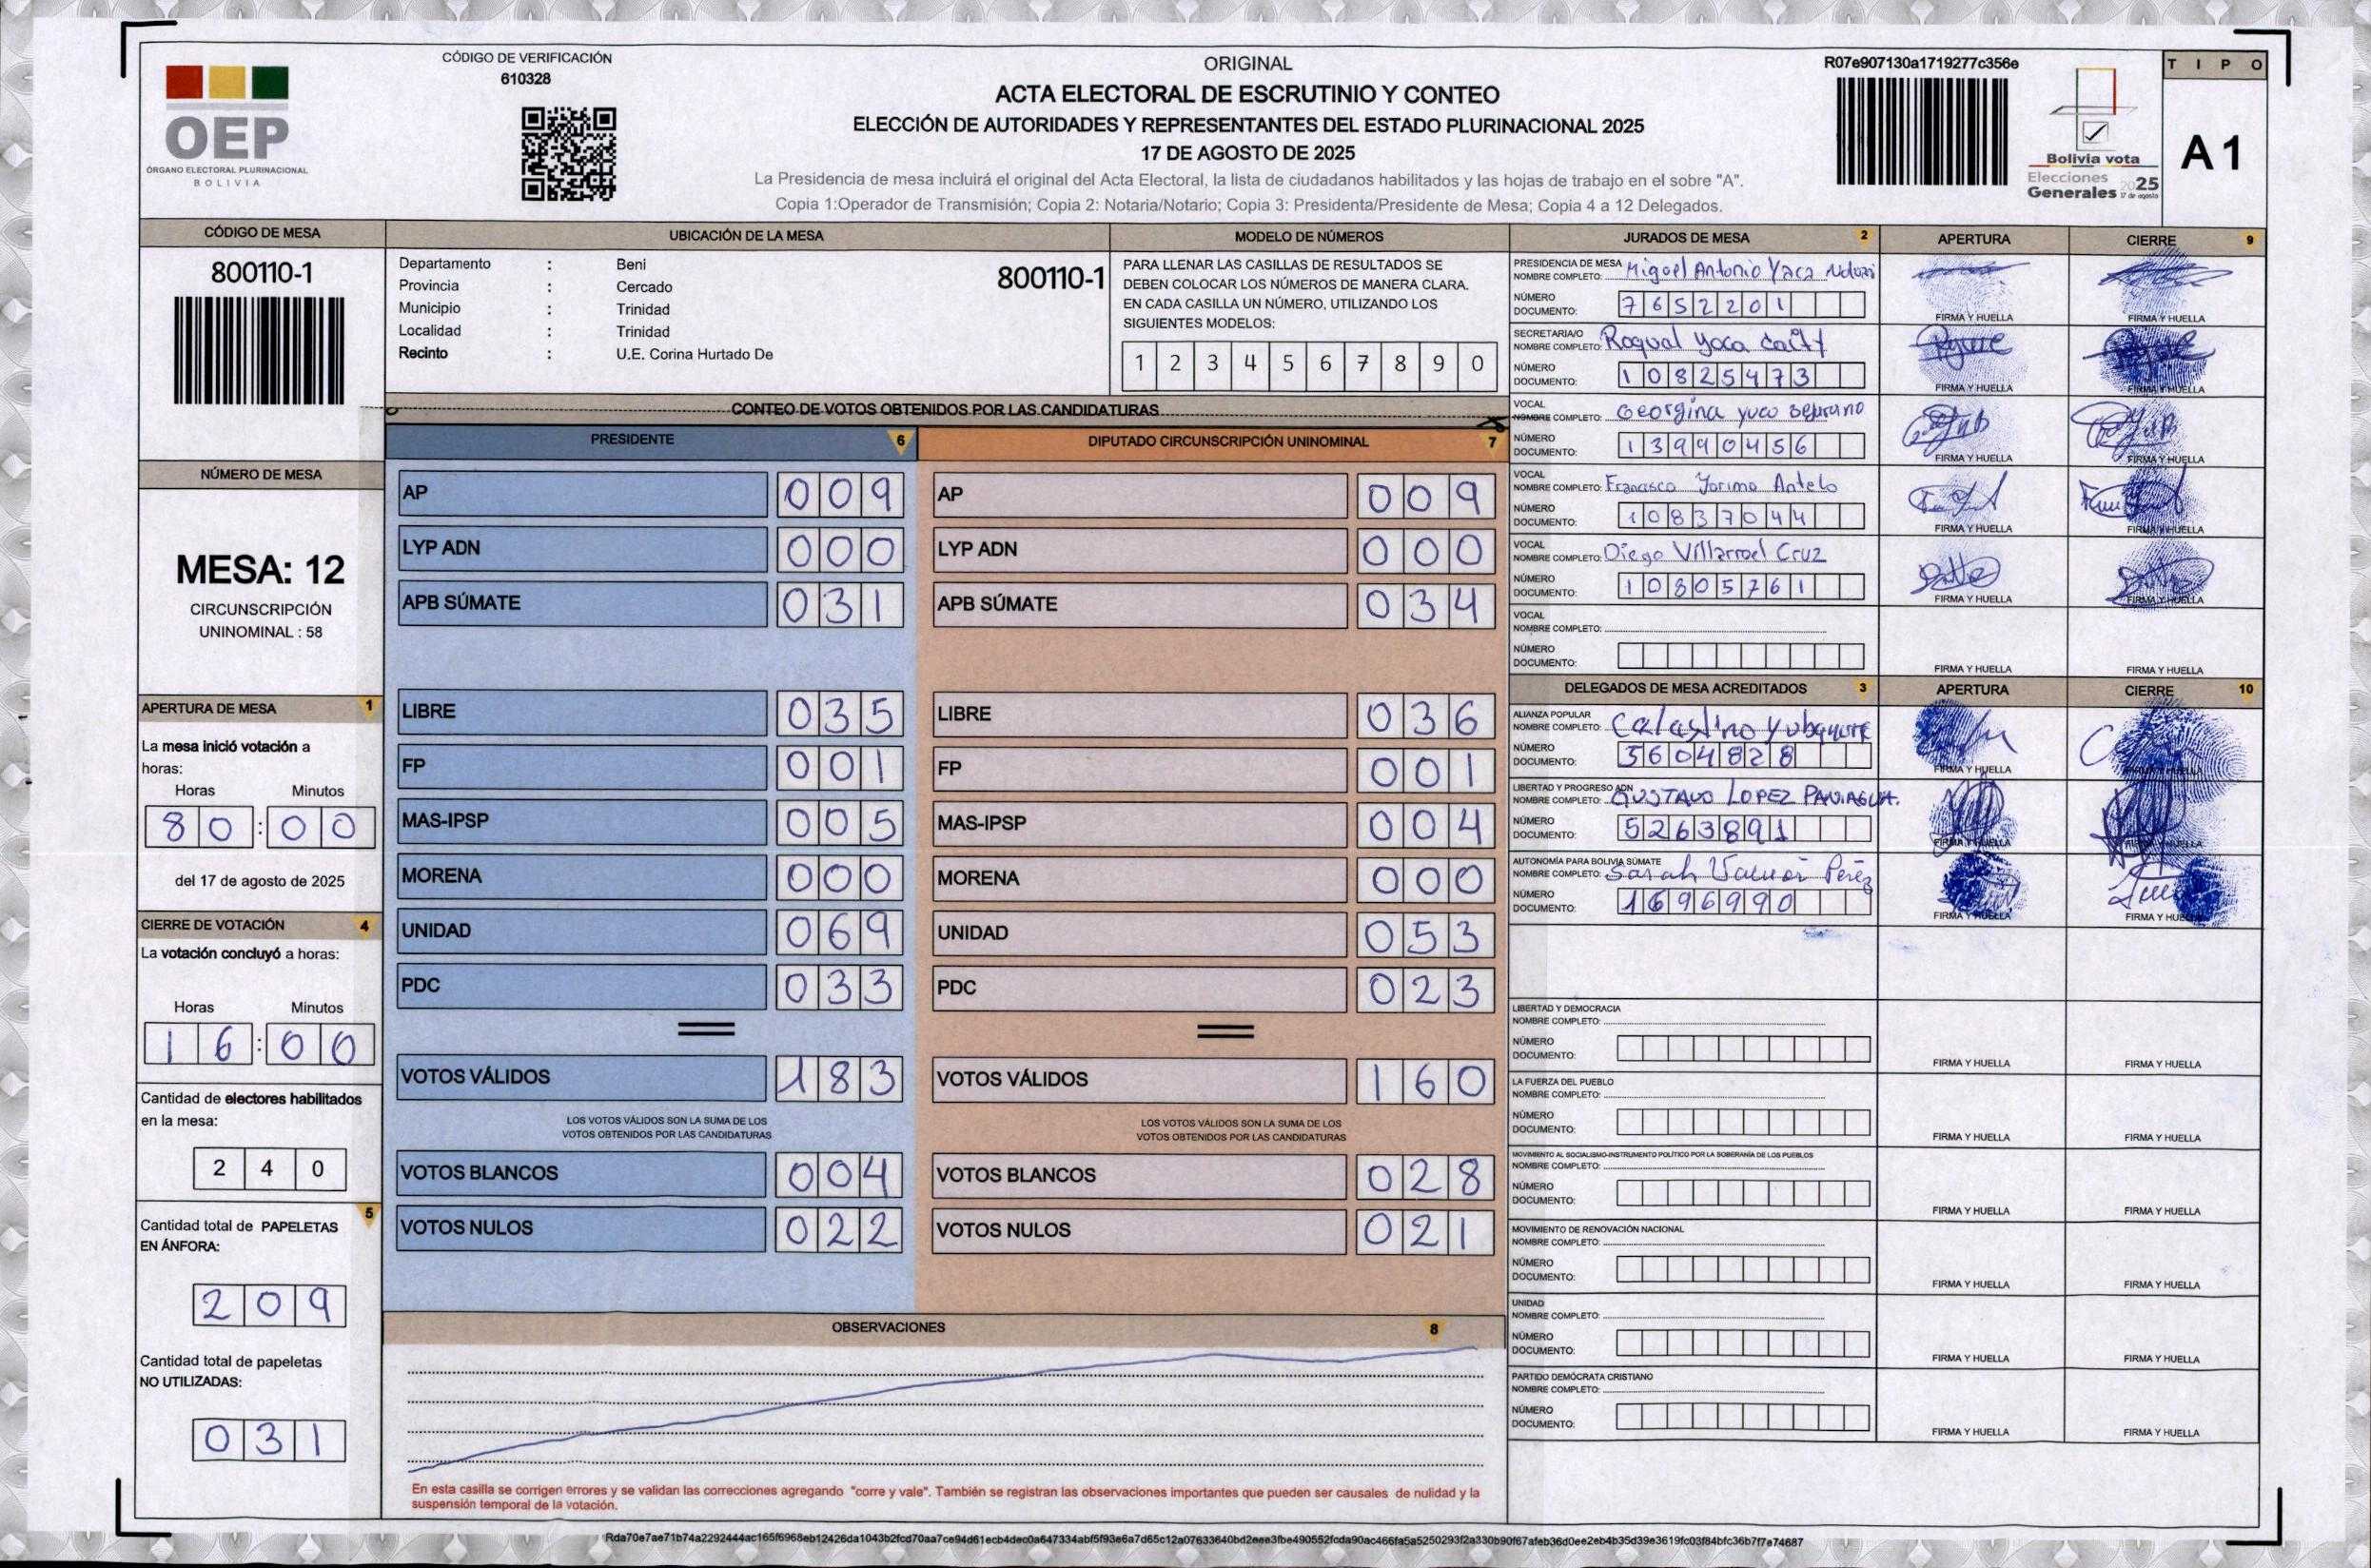 CÓDIGO DE VERIFICACIÓN
610328
OEP
ÓRGANO ELECTORAL PLURINACIONAL
BOLIVIA
ORIGINAL
ACTA ELECTORAL DE ESCRUTINIO Y CONTEO
ELECCIÓN DE AUTORIDADES Y REPRESENTANTES DEL ESTADO PLURINACIONAL 2025
17 DE AGOSTO DE 2025
La Presidencia de mesa incluirá el original del Acta Electoral, la lista de ciudadanos habilitados y las hojas de trabajo en el sobre "A".
Copia 1:Operador de Transmisión; Copia 2: Notaria/Notario; Copia 3: Presidenta/Presidente de Mesa; Copia 4 a 12 Delegados.
R07e907130a1719277c356e
Bolivia vota
Elecciones
Generales 2025
17 de agosto
TIPO
A 1
CÓDIGO DE MESA
800110-1
NÚMERO DE MESA
MESA: 12
CIRCUNSCRIPCIÓN
UNINOMINAL : 58
APERTURA DE MESA 1
La mesa inició votación a
horas:
Horas Minutos
80:00
del 17 de agosto de 2025
CIERRE DE VOTACIÓN 4
La votación concluyó a horas:
Horas Minutos
16:00
Cantidad de electores habilitados
en la mesa:
240
5
Cantidad total de PAPELETAS
EN ÁNFORA:
209
Cantidad total de papeletas
NO UTILIZADAS:
031
UBICACIÓN DE LA MESA
Departamento : Beni
800110-1
Provincia : Cercado
Municipio : Trinidad
Localidad : Trinidad
Recinto : U.E. Corina Hurtado De
MODELO DE NÚMEROS
PARA LLENAR LAS CASILLAS DE RESULTADOS SE
DEBEN COLOCAR LOS NÚMEROS DE MANERA CLARA.
EN CADA CASILLA UN NÚMERO, UTILIZANDO LOS
SIGUIENTES MODELOS:
1 2 3 4 5 6 7 8 9 0
CONTEO DE VOTOS OBTENIDOS POR LAS CANDIDATURAS
PRESIDENTE 6
AP 009
LYP ADN 000
APB SÚMATE 031
LIBRE 035
FP 001
MAS-IPSP 005
MORENA 000
UNIDAD 069
PDC 033
VOTOS VÁLIDOS 183
LOS VOTOS VÁLIDOS SON LA SUMA DE LOS
VOTOS OBTENIDOS POR LAS CANDIDATURAS
VOTOS BLANCOS 004
VOTOS NULOS 022
DIPUTADO CIRCUNSCRIPCIÓN UNINOMINAL 7
AP 009
LYP ADN 000
APB SÚMATE 034
LIBRE 036
FP 001
MAS-IPSP 004
MORENA 000
UNIDAD 053
PDC 023
VOTOS VÁLIDOS 160
LOS VOTOS VÁLIDOS SON LA SUMA DE LOS
VOTOS OBTENIDOS POR LAS CANDIDATURAS
VOTOS BLANCOS 028
VOTOS NULOS 021
OBSERVACIONES 8
En esta casilla se corrigen errores y se validan las correcciones agregando "corre y vale". También se registran las observaciones importantes que pueden ser causales de nulidad y la
suspensión temporal de la votación.
JURADOS DE MESA 2 APERTURA CIERRE 9
PRESIDENCIA DE MESA
NOMBRE COMPLETO: Miguel Antonio Yaca
NÚMERO
DOCUMENTO: 7652201
FIRMA Y HUELLA FIRMA Y HUELLA
SECRETARIA/O
NOMBRE COMPLETO: Raquel Yaca
NÚMERO
DOCUMENTO: 10825473
FIRMA Y HUELLA FIRMA Y HUELLA
VOCAL
NOMBRE COMPLETO: Georgina yuco
NÚMERO
DOCUMENTO: 13990456
FIRMA Y HUELLA FIRMA Y HUELLA
VOCAL
NOMBRE COMPLETO: Francisco Antelo
NÚMERO
DOCUMENTO: 10837044
FIRMA Y HUELLA FIRMA Y HUELLA
VOCAL
NOMBRE COMPLETO: Diego Villarroel Cruz
NÚMERO
DOCUMENTO: 10805761
FIRMA Y HUELLA FIRMA Y HUELLA
VOCAL
NOMBRE COMPLETO:
NÚMERO
DOCUMENTO:
FIRMA Y HUELLA FIRMA Y HUELLA
DELEGADOS DE MESA ACREDITADOS 3 APERTURA CIERRE 10
ALIANZA POPULAR
NOMBRE COMPLETO:
NÚMERO
DOCUMENTO: 5604828
FIRMA Y HUELLA
LIBERTAD Y PROGRESO ADN
NOMBRE COMPLETO: GUSTAVO LOPEZ PANIAGUA.
NÚMERO
DOCUMENTO: 5263891
FIRMA Y HUELLA FIRMA Y HUELLA
AUTONOMÍA PARA BOLIVIA SÚMATE
NOMBRE COMPLETO: Sarah Pérez
NÚMERO
DOCUMENTO: 1696990
FIRMA Y HUELLA FIRMA Y HUELLA
LIBERTAD Y DEMOCRACIA
NOMBRE COMPLETO:
NÚMERO
DOCUMENTO:
FIRMA Y HUELLA FIRMA Y HUELLA
LA FUERZA DEL PUEBLO
NOMBRE COMPLETO:
NÚMERO
DOCUMENTO:
FIRMA Y HUELLA FIRMA Y HUELLA
MOVIMIENTO AL SOCIALISMO-INSTRUMENTO POLÍTICO POR LA SOBERANÍA DE LOS PUEBLOS
NOMBRE COMPLETO:
NÚMERO
DOCUMENTO:
FIRMA Y HUELLA FIRMA Y HUELLA
MOVIMIENTO DE RENOVACIÓN NACIONAL
NOMBRE COMPLETO:
NÚMERO
DOCUMENTO:
FIRMA Y HUELLA FIRMA Y HUELLA
UNIDAD
NOMBRE COMPLETO:
NÚMERO
DOCUMENTO:
FIRMA Y HUELLA FIRMA Y HUELLA
PARTIDO DEMÓCRATA CRISTIANO
NOMBRE COMPLETO:
NÚMERO
DOCUMENTO:
FIRMA Y HUELLA FIRMA Y HUELLA